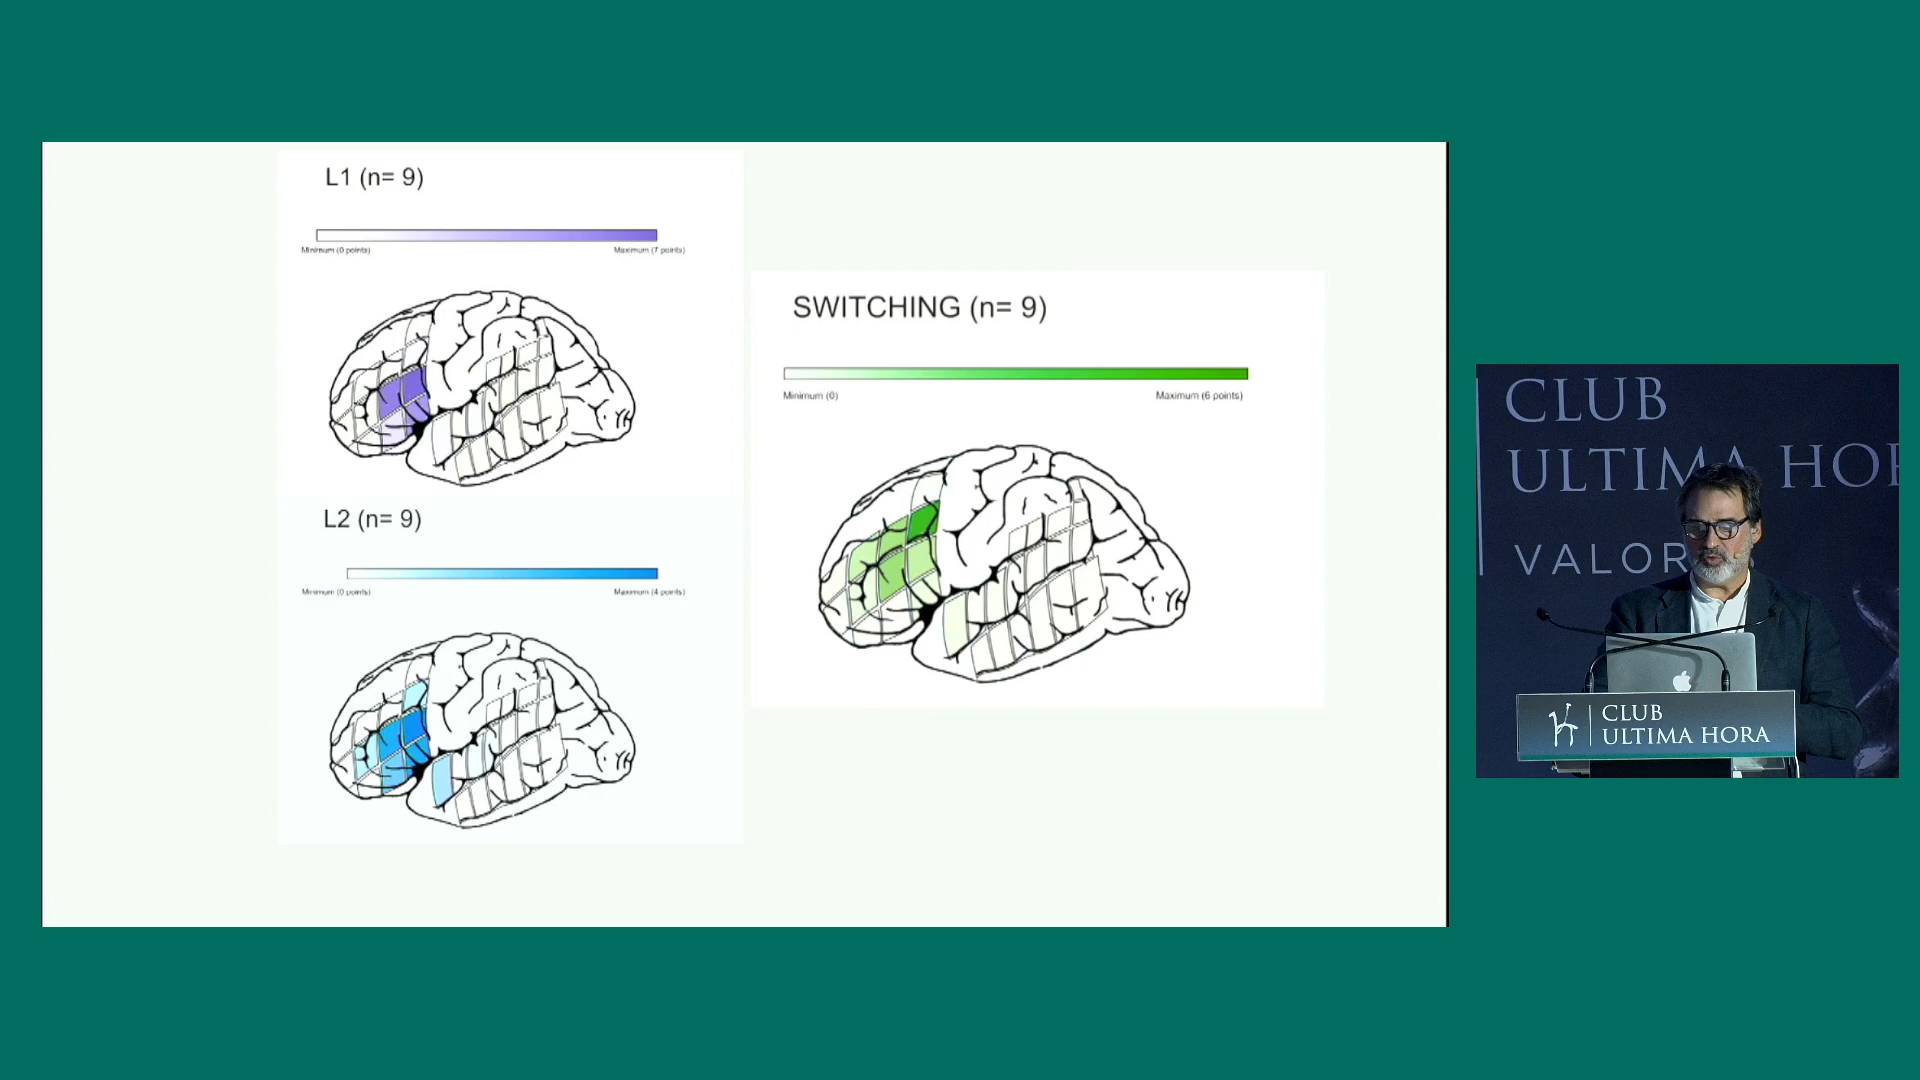 L1 (n= 9)
Minimum (0 points)
Maximum (7 points)
L2 (n= 9)
Minimum (0 points)
Maximum (4 points)
SWITCHING (n= 9)
Minimum (0)
Maximum (6 points)
CLUB
ULTIMA HO
VALOR
CLUB
ULTIMA HORA